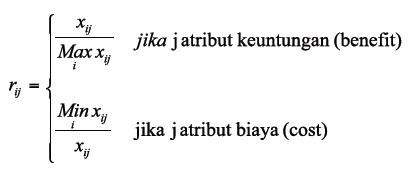 r_ij = { x_ij / Max_i x_ij jika j atribut keuntungan (benefit)
Min_i x_ij / x_ij jika j atribut biaya (cost)